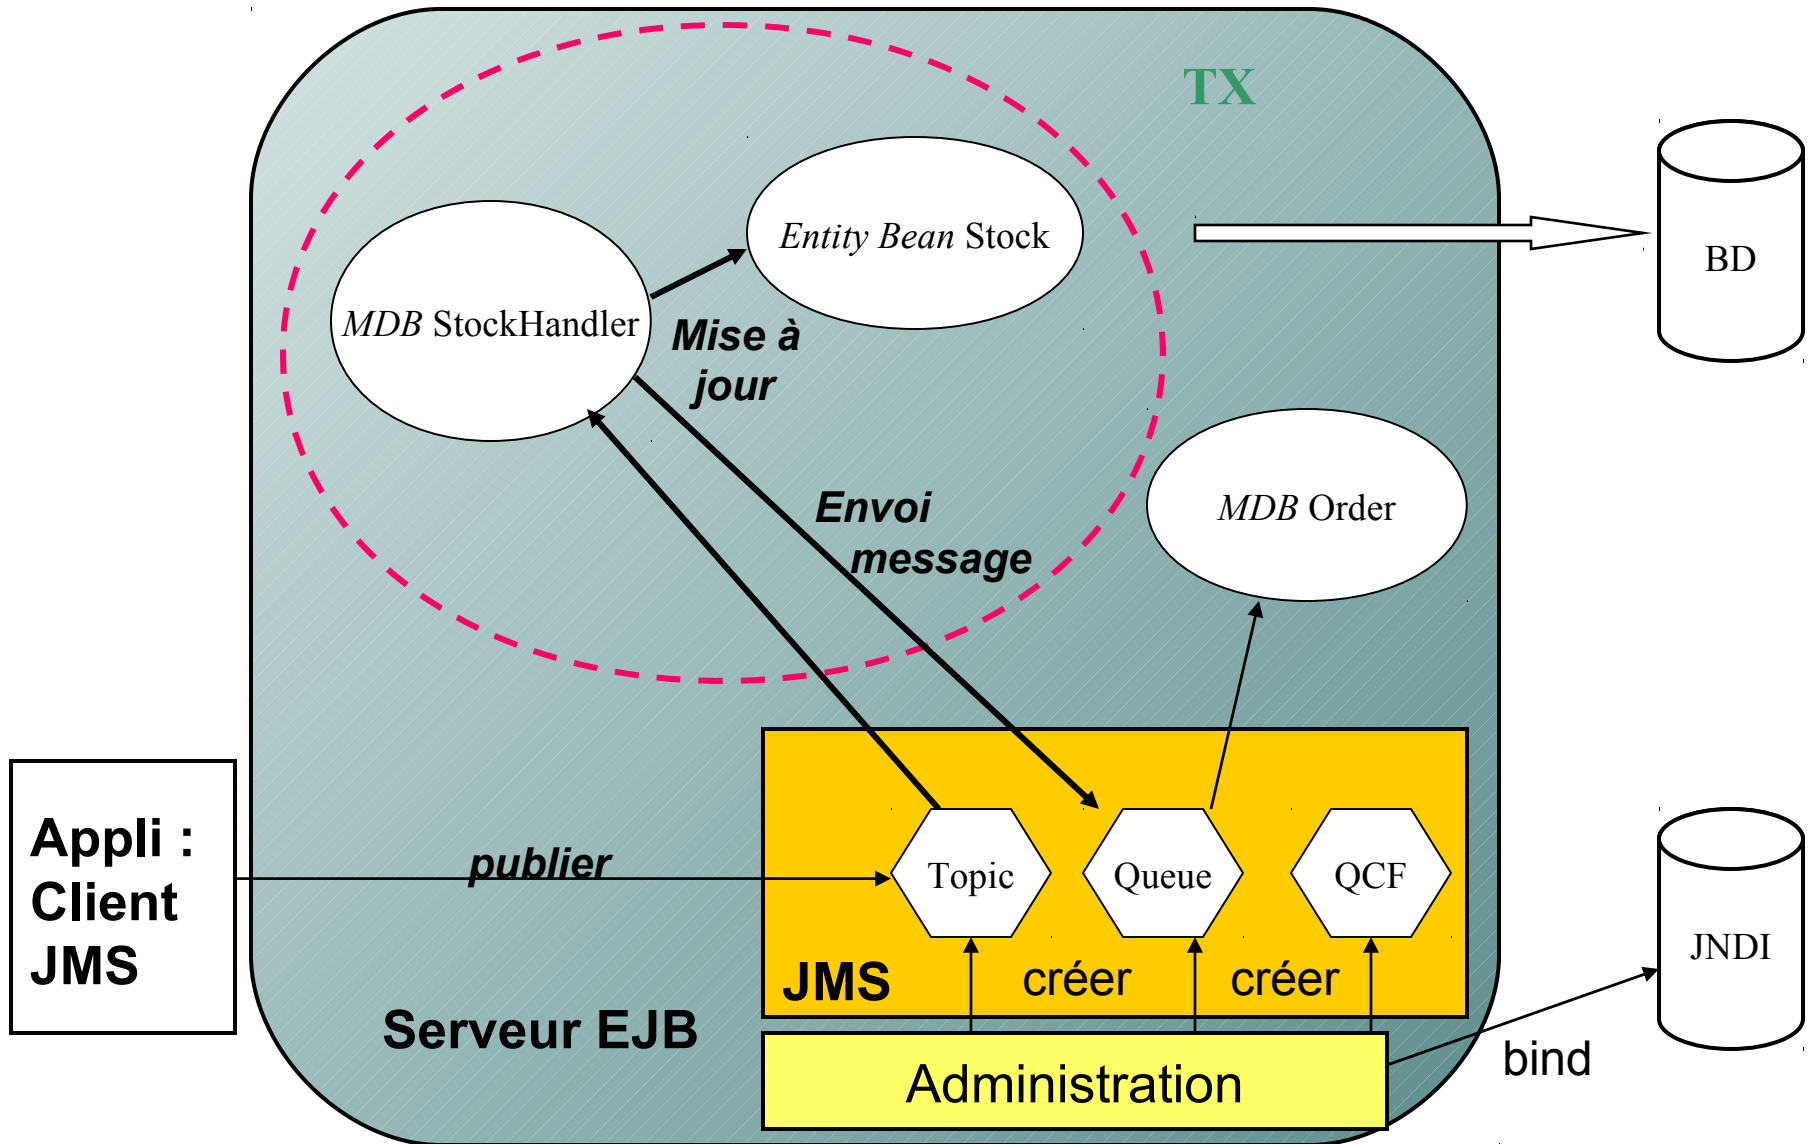 TX
Entity Bean Stock
BD
MDB StockHandler
Mise à
jour
Envoi
message
MDB Order
Appli :
Client
JMS
publier
Topic
Queue
QCF
JNDI
JMS
créer
créer
Serveur EJB
Administration
bind